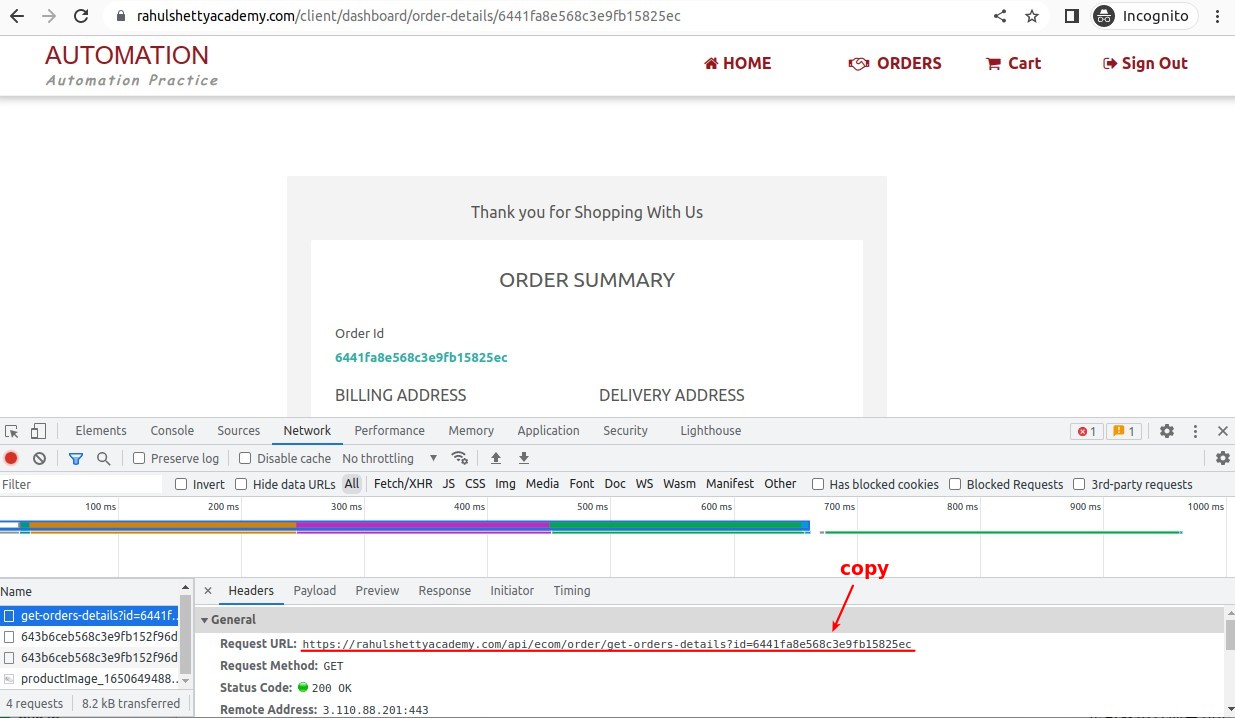 rahulshettyacademy.com/client/dashboard/order-details/6441fa8e568c3e9fb15825ec
Incognito
AUTOMATION
Automation Practice
HOME
ORDERS
Cart
Sign Out
Thank you for Shopping With Us
ORDER SUMMARY
Order Id
6441fa8e568c3e9fb15825ec
BILLING ADDRESS
DELIVERY ADDRESS
Elements Console Sources Network Performance Memory Application Security Lighthouse 1 1
Preserve log Disable cache No throttling
Filter Invert Hide data URLs All Fetch/XHR JS CSS Img Media Font Doc WS Wasm Manifest Other Has blocked cookies Blocked Requests 3rd-party requests
100 ms 200 ms 300 ms 400 ms 500 ms 600 ms 700 ms 800 ms 900 ms 1000 ms
copy
Name
Headers Payload Preview Response Initiator Timing
get-orders-details?id=6441f..
643b6ceb568c3e9fb152f96d
643b6ceb568c3e9fb152f96d
productImage_1650649488...
4 requests 8.2 kB transferred
General
Request URL: https://rahulshettyacademy.com/api/ecom/order/get-orders-details?id=6441fa8e568c3e9fb15825ec
Request Method: GET
Status Code: 200 OK
Remote Address: 3.110.88.201:443